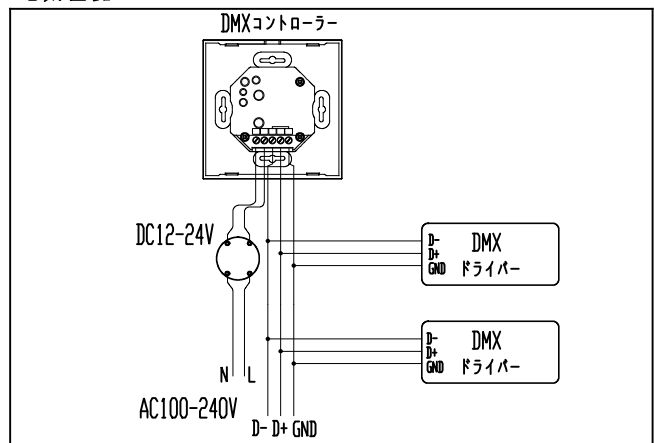 DMXコントローラー
DC12-24V
D- DMX
D+
GND ドライバー
D- DMX
D+
GND ドライバー
N L
AC100-240V
D- D+ GND